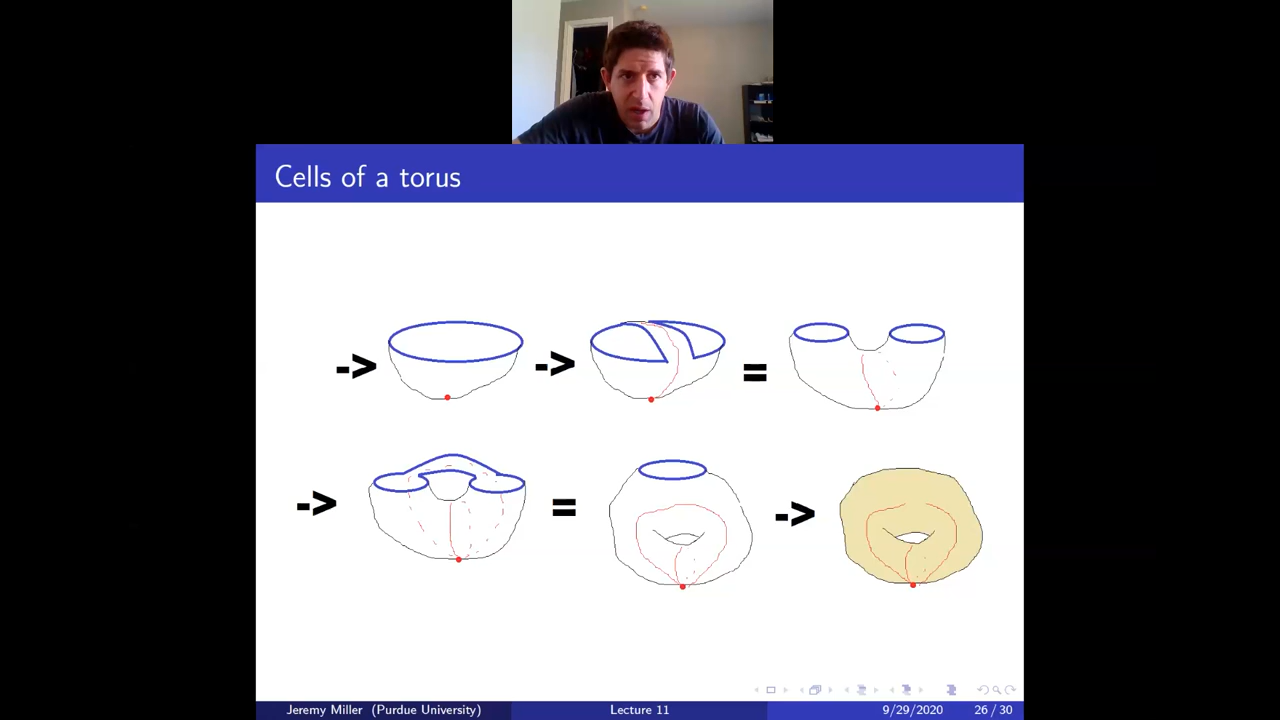 Cells of a torus
-> -> =
-> = ->
Jeremy Miller (Purdue University) Lecture 11 9/29/2020 26 / 30